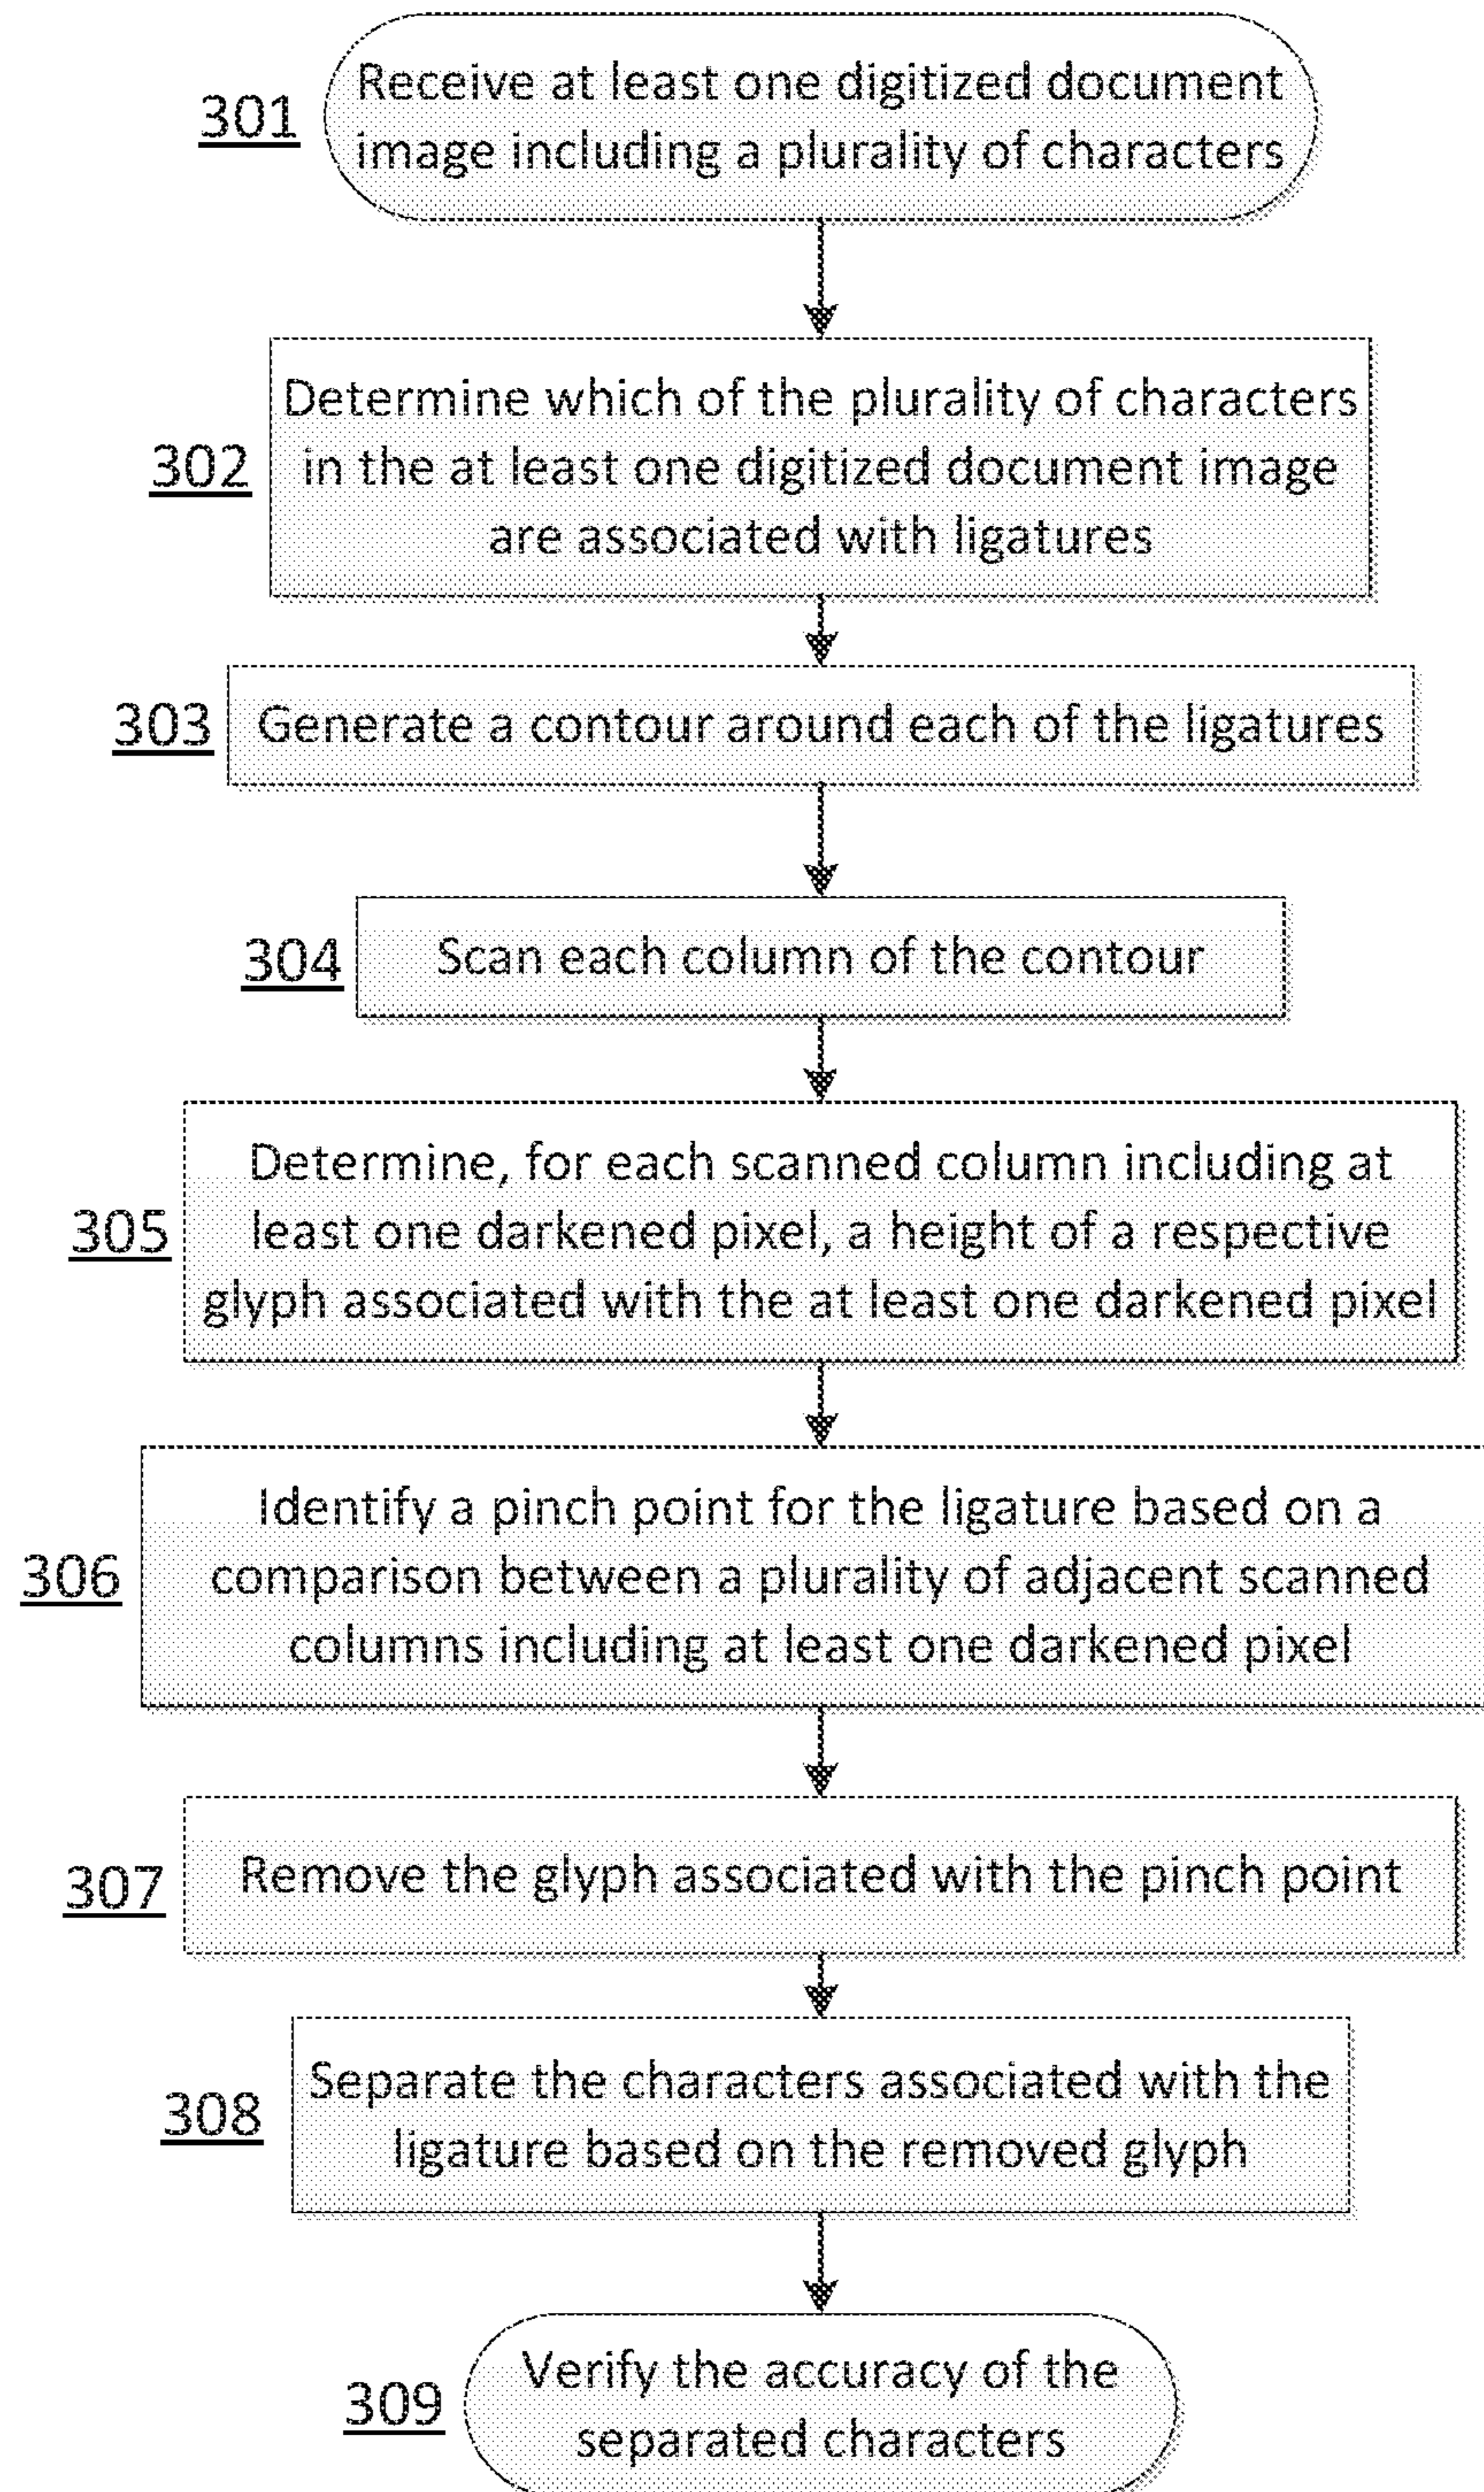 301
Receive at least one digitized document
image including a plurality of characters
302
Determine which of the plurality of characters
in the at least one digitized document image
are associated with ligatures
303
Generate a contour around each of the ligatures
304
Scan each column of the contour
305
Determine, for each scanned column including at
least one darkened pixel, a height of a respective
glyph associated with the at least one darkened pixel
306
Identify a pinch point for the ligature based on a
comparison between a plurality of adjacent scanned
columns including at least one darkened pixel
307
Remove the glyph associated with the pinch point
308
Separate the characters associated with the
ligature based on the removed glyph
309
Verify the accuracy of the
separated characters